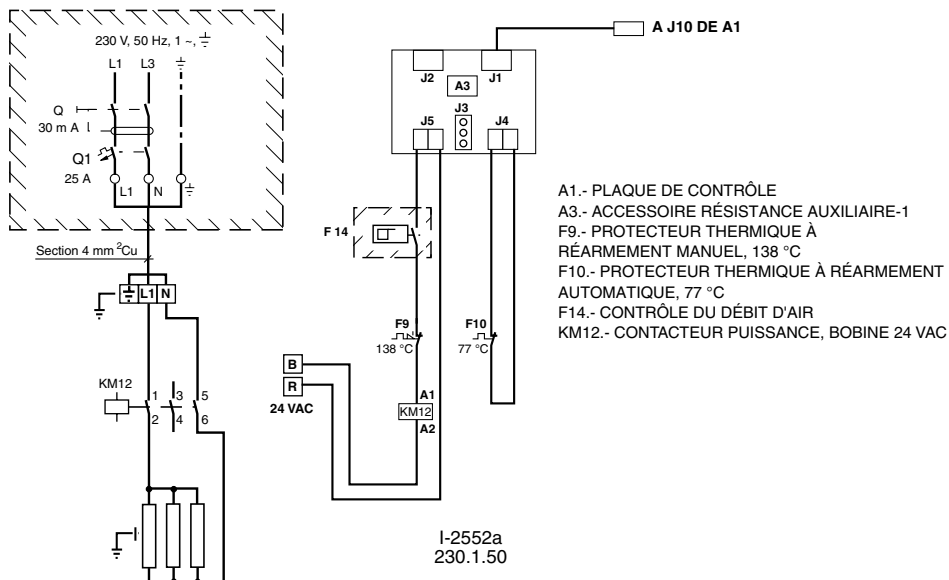 230 V, 50 Hz, 1 ~,
L1 L3
Q
30 m A I
Q1
25 A
L1 N
Section 4 mm²Cu
L1 N
KM12
1 3 5
2 4 6
A J10 DE A1
J2 J1
A3
J3
J5 J4
F 14
F9
138 °C
F10
77 °C
B
R
24 VAC
A1
KM12
A2
A1.- PLAQUE DE CONTRÔLE
A3.- ACCESSOIRE RÉSISTANCE AUXILIAIRE-1
F9.- PROTECTEUR THERMIQUE À
RÉARMEMENT MANUEL, 138 °C
F10.- PROTECTEUR THERMIQUE À RÉARMEMENT
AUTOMATIQUE, 77 °C
F14.- CONTRÔLE DU DÉBIT D'AIR
KM12.- CONTACTEUR PUISSANCE, BOBINE 24 VAC
I-2552a
230.1.50